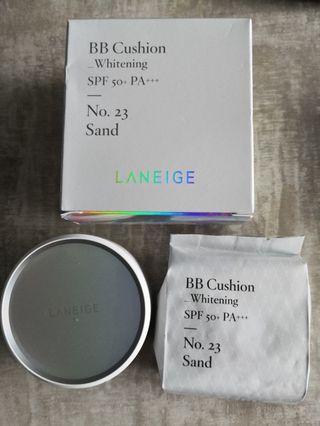 BB Cushion
_Whitening
SPF 50+ PA+++
No. 23
Sand
LANEIGE
LANEIGE
BB Cushion
_Whitening
SPF 50+ PA+++
No. 23
Sand